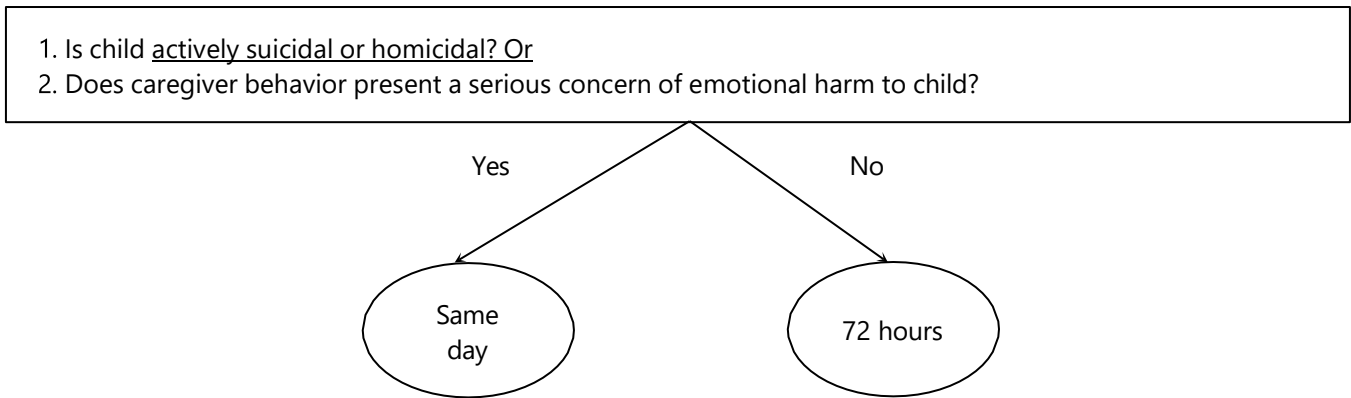 1. Is child actively suicidal or homicidal? Or
2. Does caregiver behavior present a serious concern of emotional harm to child?
Yes
No
Same
day
72 hours